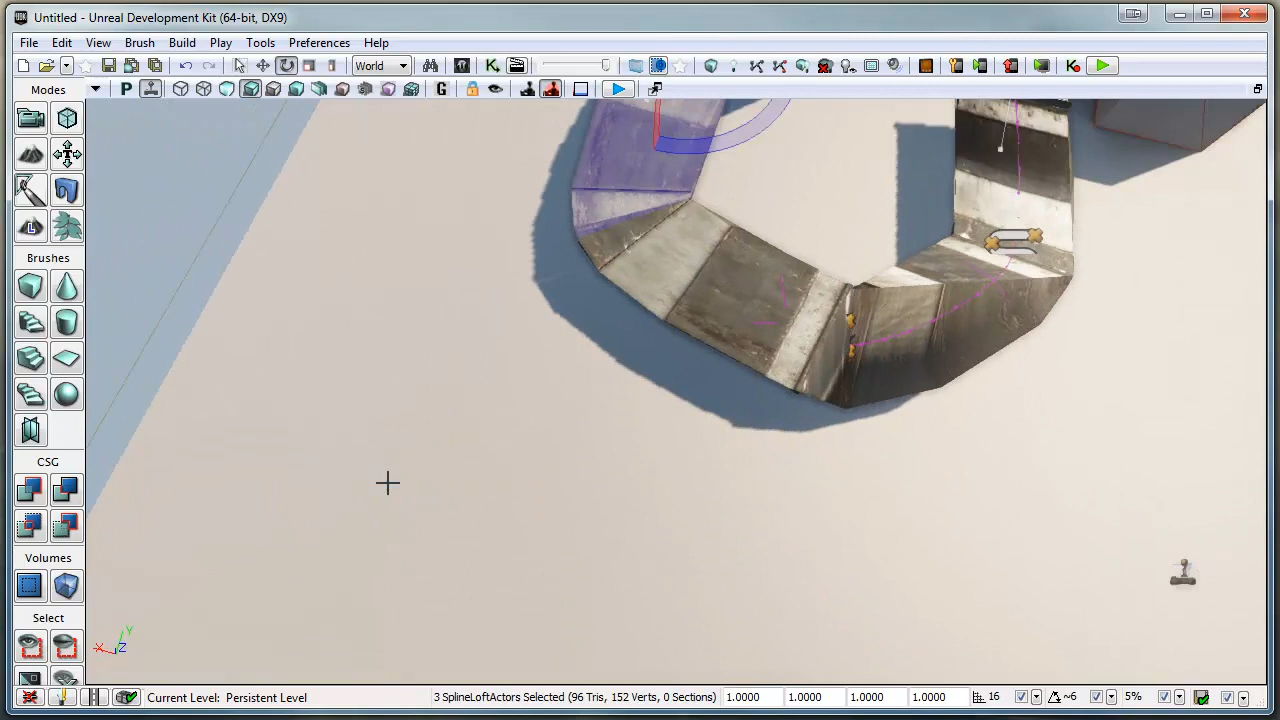 Untitled - Unreal Development Kit (64-bit, DX9)
File Edit View Brush Build Play Tools Preferences Help
World
Modes
P G
L
Brushes
CSG
Volumes
Select
X Y Z
Current Level: Persistent Level 3 SplineLoftActors Selected (96 Tris, 152 Verts, 0 Sections) 1.0000 1.0000 1.0000 1.0000 16 ~6 5%